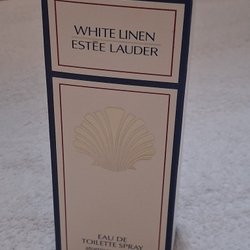 WHITE LINEN
ESTĒE LAUDER
EAU DE
TOILETTE SPRAY